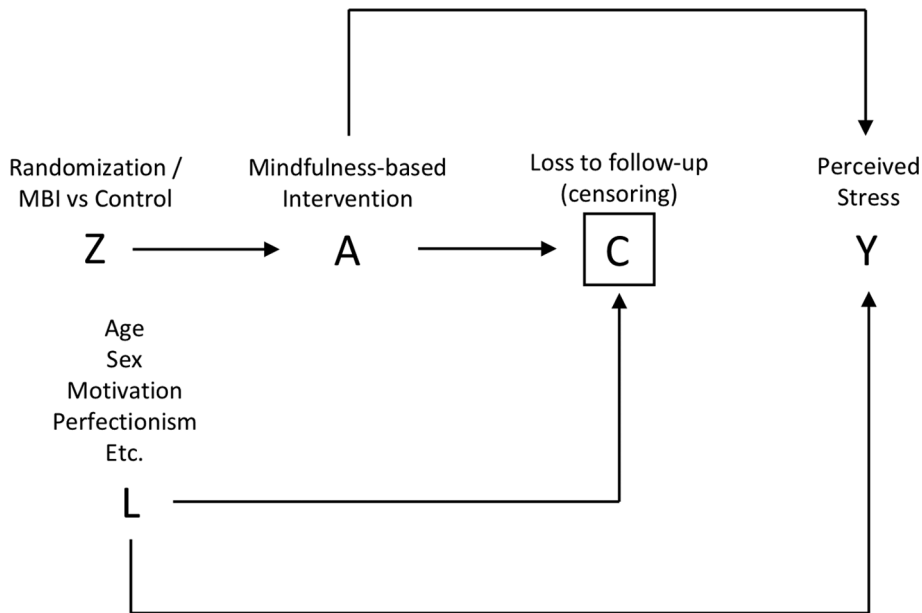 Randomization /
MBI vs Control
Z
Mindfulness-based
Intervention
A
Loss to follow-up
(censoring)
C
Perceived
Stress
Y
Age
Sex
Motivation
Perfectionism
Etc.
L